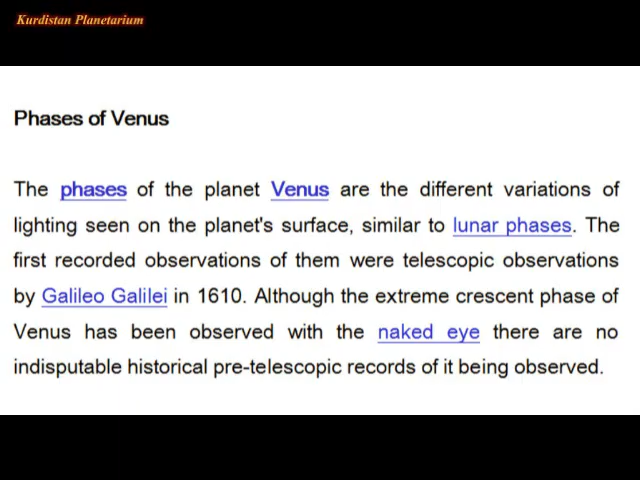 Kurdistan Planetarium
Phases of Venus
The phases of the planet Venus are the different variations of
lighting seen on the planet's surface, similar to lunar phases. The
first recorded observations of them were telescopic observations
by Galileo Galilei in 1610. Although the extreme crescent phase of
Venus has been observed with the naked eye there are no
indisputable historical pre-telescopic records of it being observed.